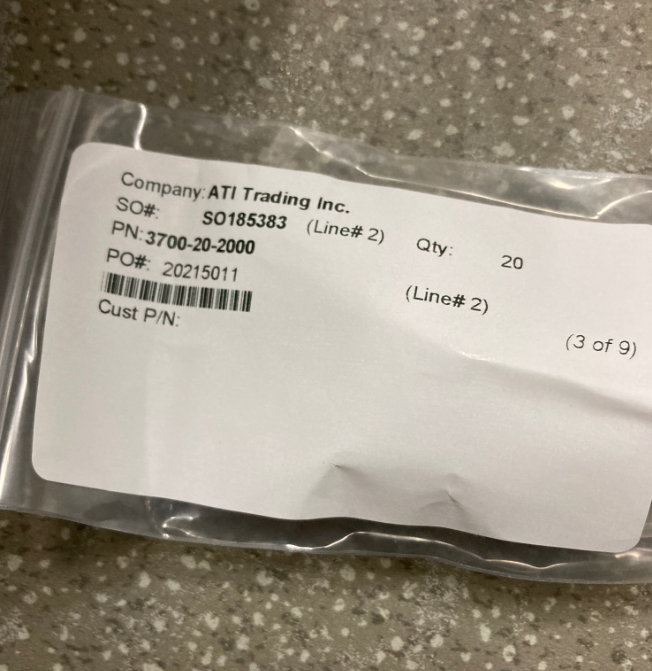 Company: ATI Trading Inc.
SO#: SO185383 (Line# 2) Qty: 20
PN: 3700-20-2000
PO#: 20215011 (Line# 2)
Cust P/N: (3 of 9)